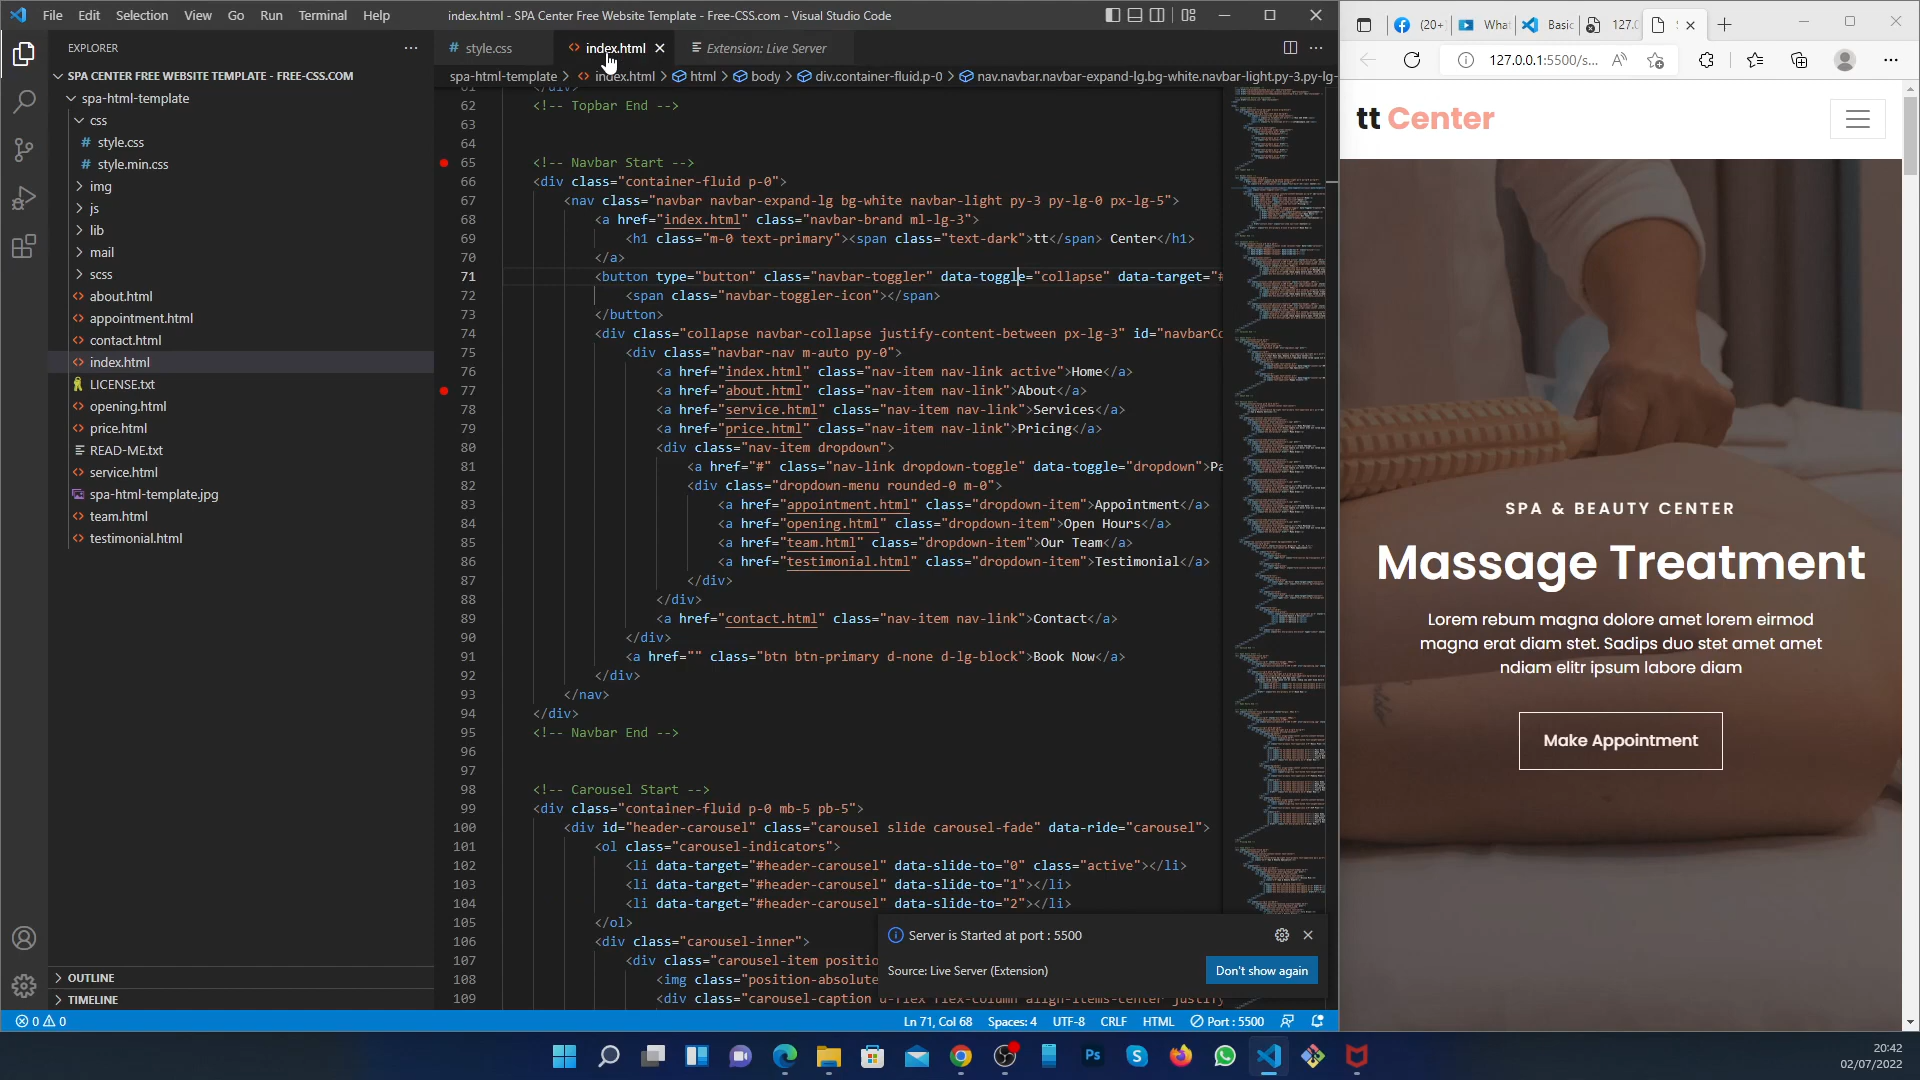 File Edit Selection View Go Run Terminal Help
index.html - SPA Center Free Website Template - Free-CSS.com - Visual Studio Code
EXPLORER
SPA CENTER FREE WEBSITE TEMPLATE - FREE-CSS.COM
spa-html-template
css
style.css
style.min.css
img
js
lib
mail
scss
about.html
appointment.html
contact.html
index.html
LICENSE.txt
opening.html
price.html
READ-ME.txt
service.html
spa-html-template.jpg
team.html
testimonial.html
OUTLINE
TIMELINE
style.css index.html Extension: Live Server
spa-html-template > index.html > html > body > div.container-fluid.p-0 > nav.navbar.navbar-expand-lg.bg-white.navbar-light.py-3.py-lg-
61 </div>
62 <!-- Topbar End -->
63
64
65 <!-- Navbar Start -->
66 <div class="container-fluid p-0">
67 <nav class="navbar navbar-expand-lg bg-white navbar-light py-3 py-lg-0 px-lg-5">
68 <a href="index.html" class="navbar-brand ml-lg-3">
69 <h1 class="m-0 text-primary"><span class="text-dark">tt</span> Center</h1>
70 </a>
71 <button type="button" class="navbar-toggler" data-toggle="collapse" data-target="#
72 <span class="navbar-toggler-icon"></span>
73 </button>
74 <div class="collapse navbar-collapse justify-content-between px-lg-3" id="navbarCo
75 <div class="navbar-nav m-auto py-0">
76 <a href="index.html" class="nav-item nav-link active">Home</a>
77 <a href="about.html" class="nav-item nav-link">About</a>
78 <a href="service.html" class="nav-item nav-link">Services</a>
79 <a href="price.html" class="nav-item nav-link">Pricing</a>
80 <div class="nav-item dropdown">
81 <a href="#" class="nav-link dropdown-toggle" data-toggle="dropdown">Pa
82 <div class="dropdown-menu rounded-0 m-0">
83 <a href="appointment.html" class="dropdown-item">Appointment</a>
84 <a href="opening.html" class="dropdown-item">Open Hours</a>
85 <a href="team.html" class="dropdown-item">Our Team</a>
86 <a href="testimonial.html" class="dropdown-item">Testimonial</a>
87 </div>
88 </div>
89 <a href="contact.html" class="nav-item nav-link">Contact</a>
90 </div>
91 <a href="" class="btn btn-primary d-none d-lg-block">Book Now</a>
92 </div>
93 </nav>
94 </div>
95 <!-- Navbar End -->
96
97
98 <!-- Carousel Start -->
99 <div class="container-fluid p-0 mb-5 pb-5">
100 <div id="header-carousel" class="carousel slide carousel-fade" data-ride="carousel">
101 <ol class="carousel-indicators">
102 <li data-target="#header-carousel" data-slide-to="0" class="active"></li>
103 <li data-target="#header-carousel" data-slide-to="1"></li>
104 <li data-target="#header-carousel" data-slide-to="2"></li>
105 </ol>
106 <div class="carousel-inner">
107 <div class="carousel-item positio
108 <img class="position-absolute
109 <div class="carousel-caption d-flex flex-column align-items-center justify
Server is Started at port : 5500
Source: Live Server (Extension)
Don't show again
0 0
Ln 71, Col 68 Spaces: 4 UTF-8 CRLF HTML Port : 5500
(20+ Wha Basic 127.0 S
127.0.0.1:5500/s...
tt Center
SPA & BEAUTY CENTER
Massage Treatment
Lorem rebum magna dolore amet lorem eirmod
magna erat diam stet. Sadips duo stet amet amet
ndiam elitr ipsum labore diam
Make Appointment
Ps
20:42
02/07/2022